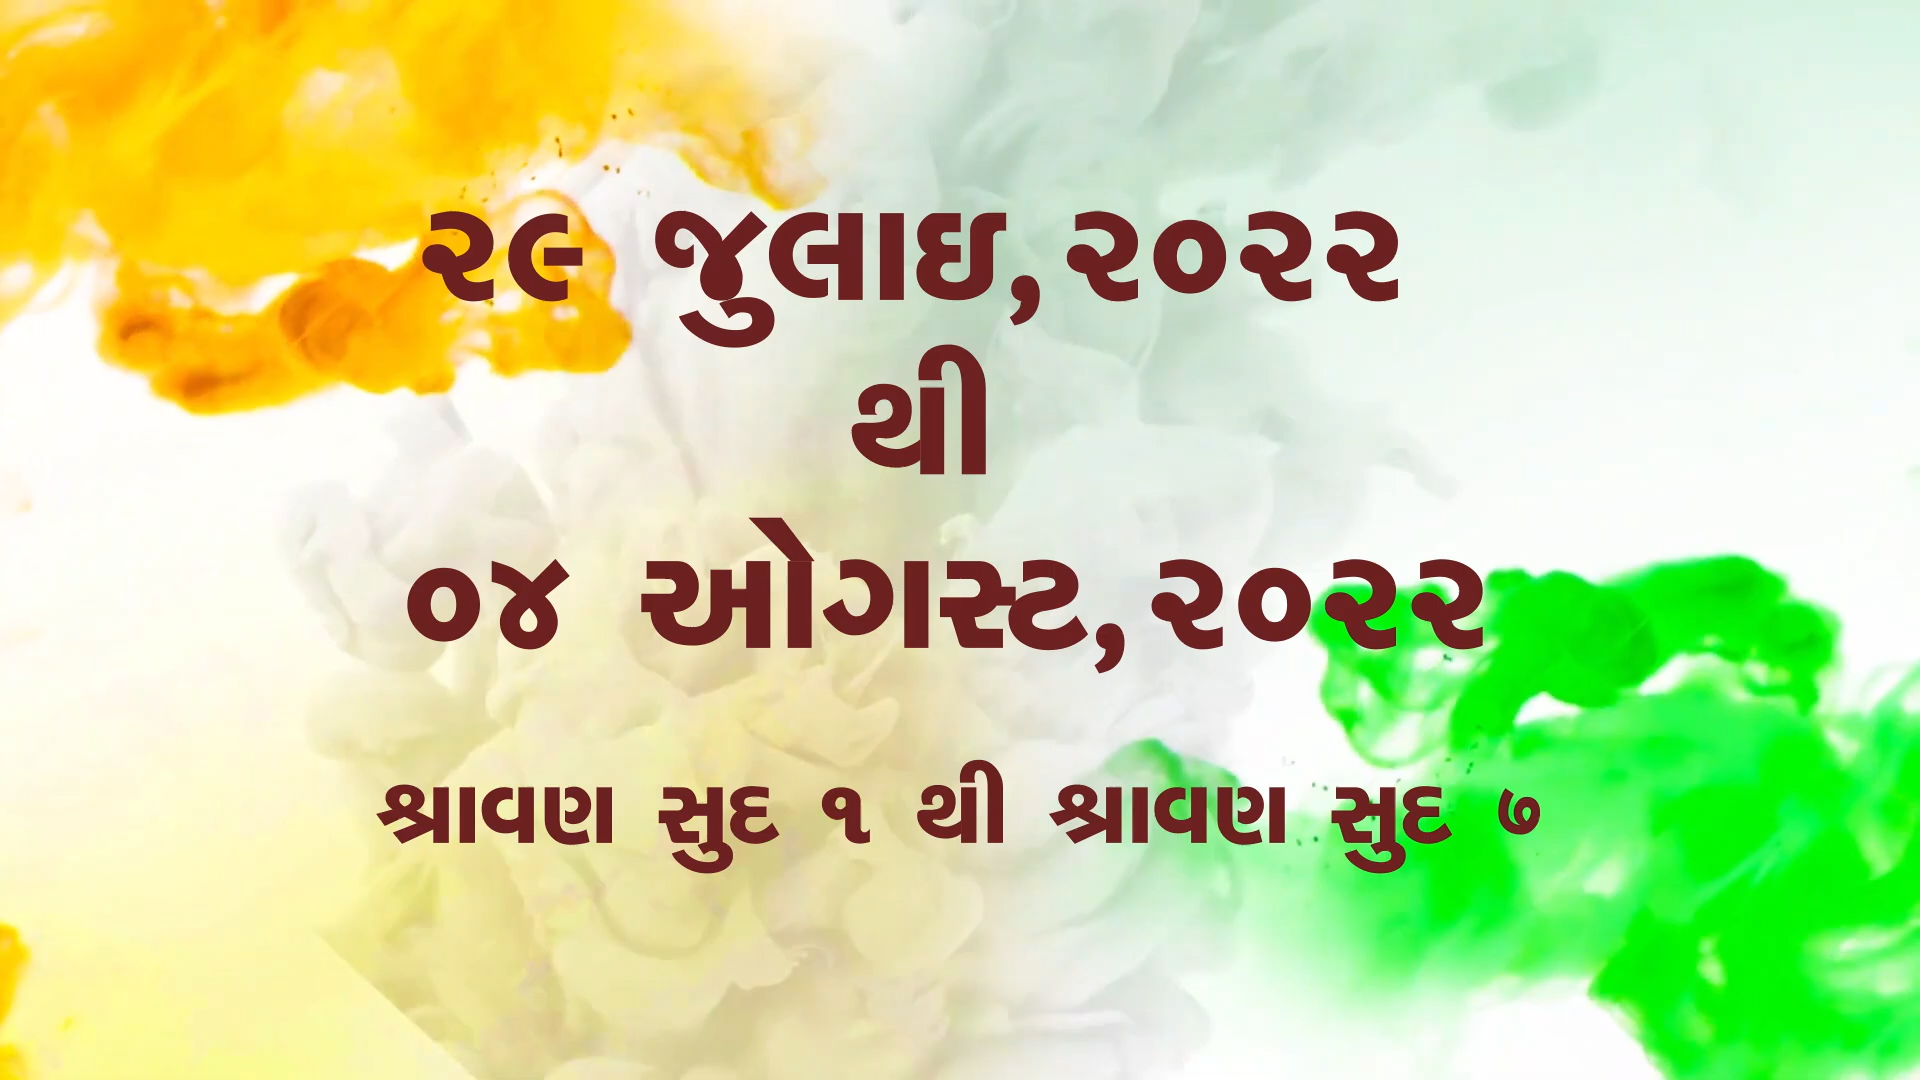 ૨૯ જુલાઇ, ૨૦૨૨
થી
૦૪ ઓગસ્ટ, ૨૦૨૨
શ્રાવણ સુદ ૧ થી શ્રાવણ સુદ ૭